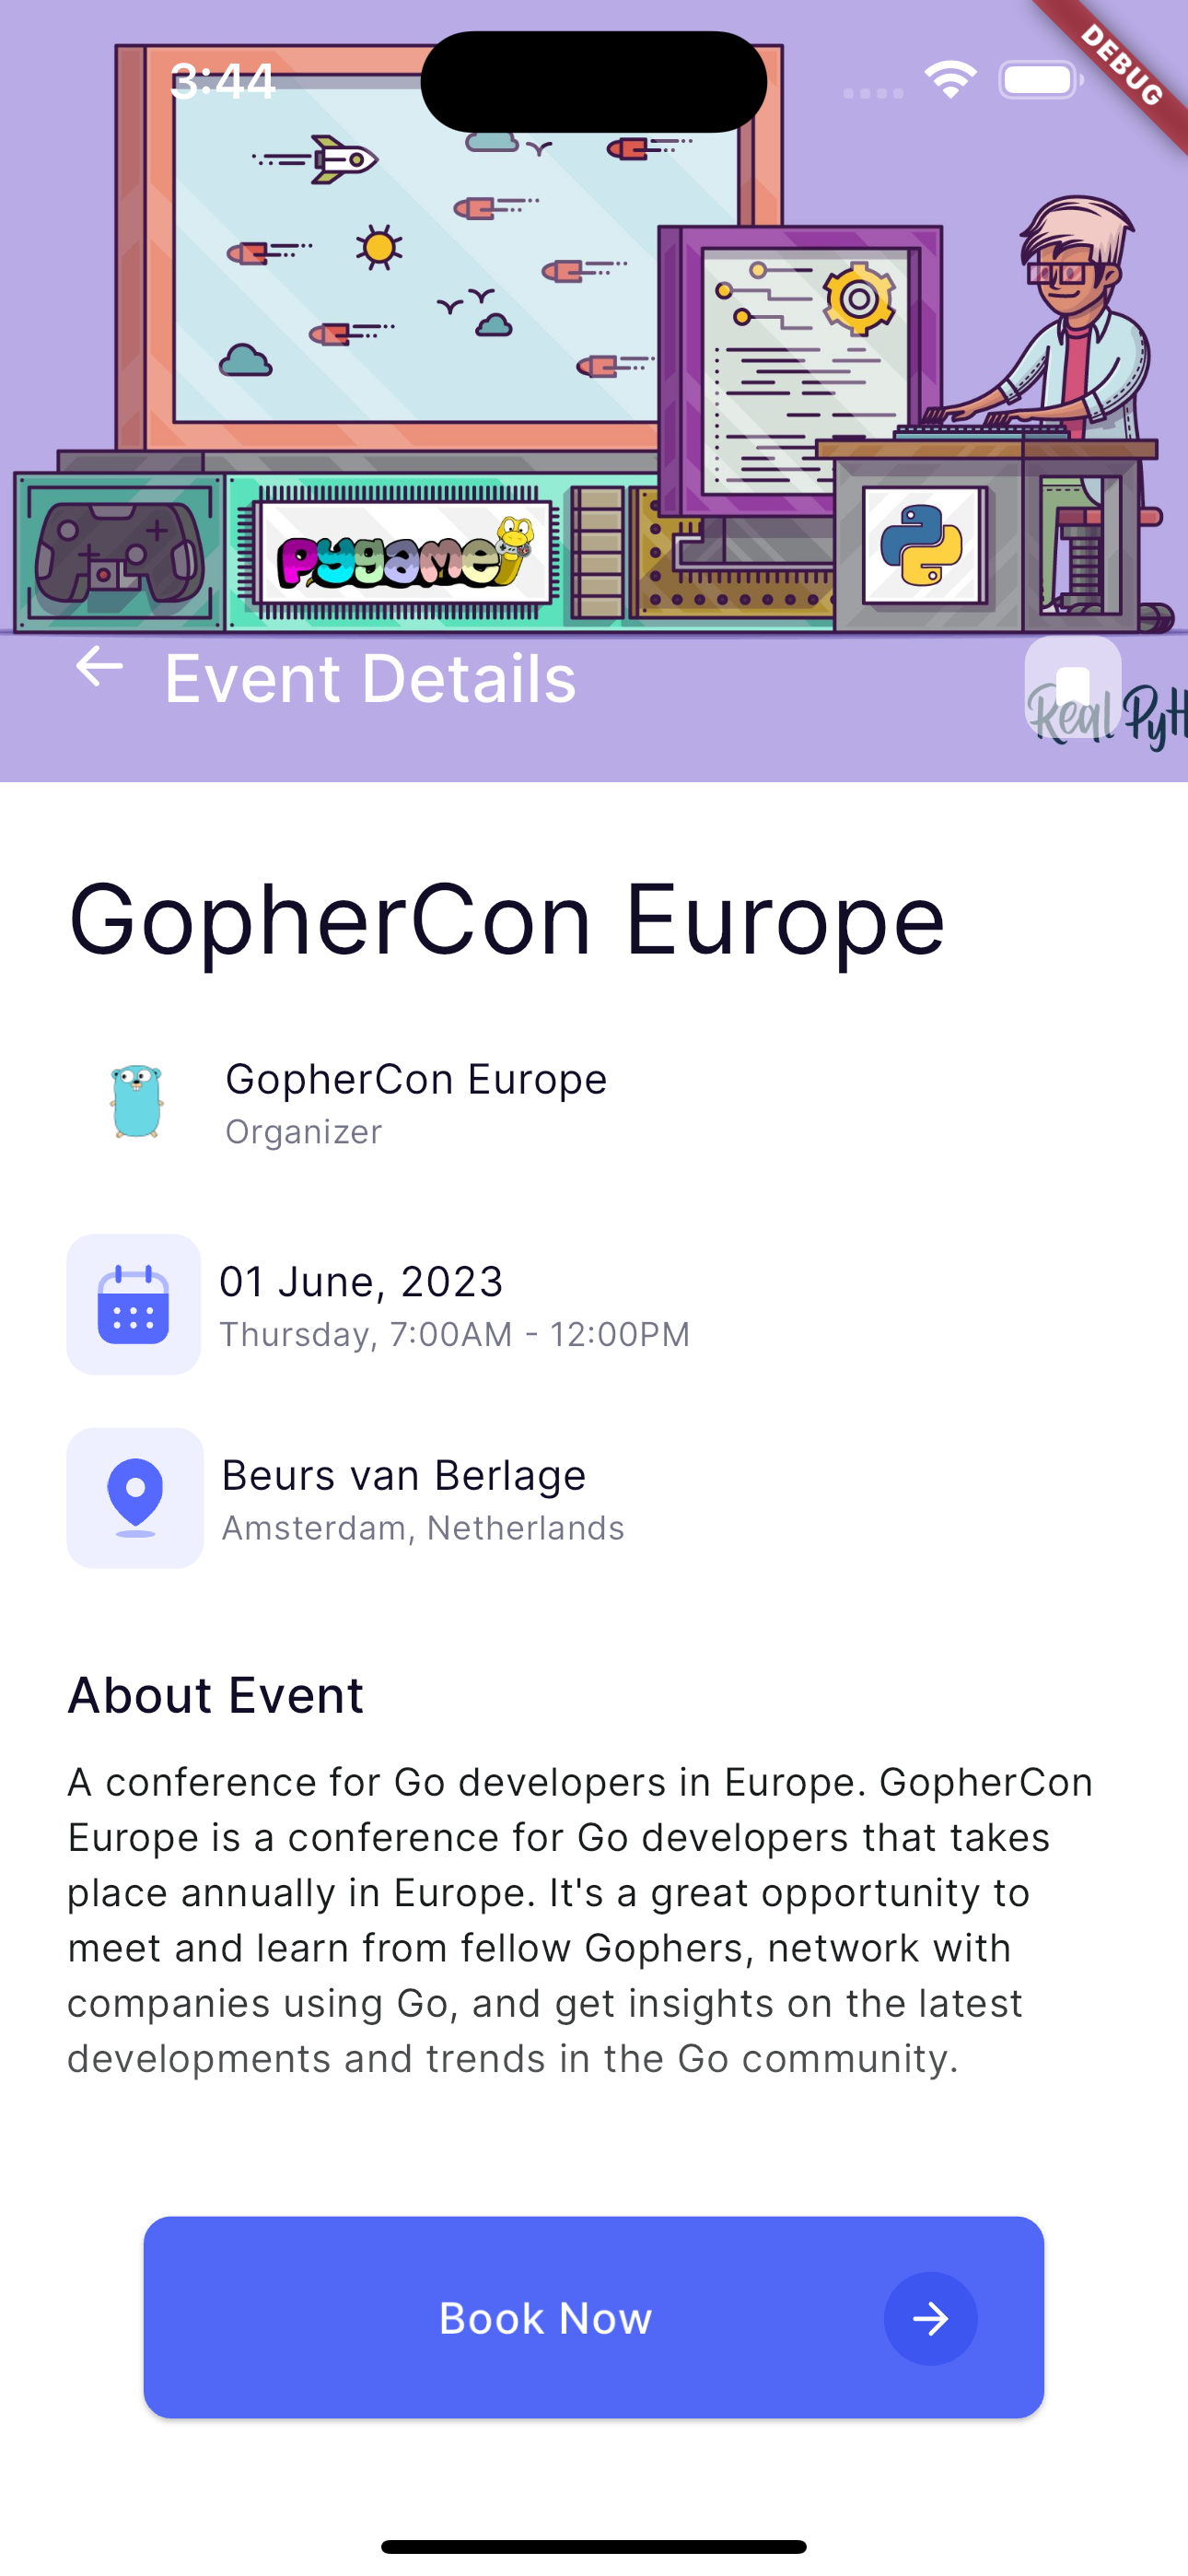 3:44
DEBUG
pygame
Event Details
Real
GopherCon Europe
GopherCon Europe
Organizer
01 June, 2023
Thursday, 7:00AM - 12:00PM
Beurs van Berlage
Amsterdam, Netherlands
About Event
A conference for Go developers in Europe. GopherCon
Europe is a conference for Go developers that takes
place annually in Europe. It's a great opportunity to
meet and learn from fellow Gophers, network with
companies using Go, and get insights on the latest
developments and trends in the Go community.
Book Now